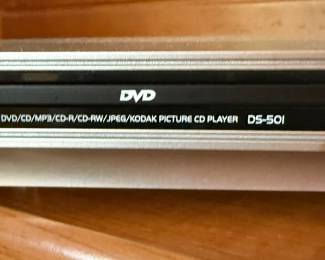 DVD
DVD/CD/MP3/CD-R/CD-RW/JPEG/KODAK PICTURE CD PLAYER DS-501